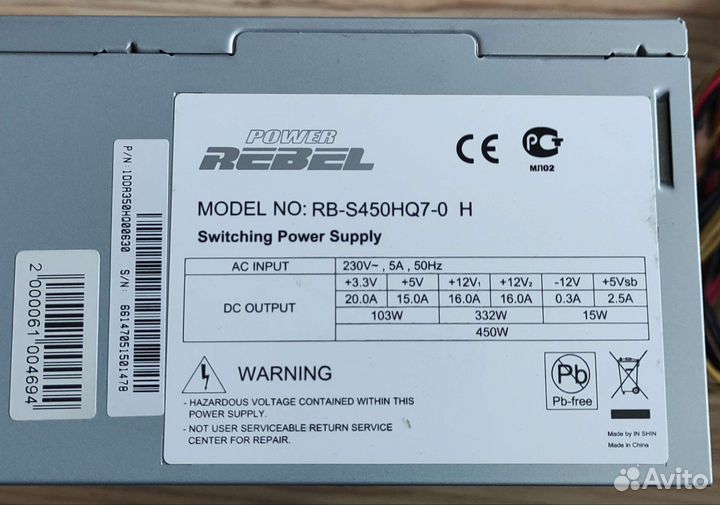 POWER
REBEL
CE
РСТ
МЛ02
MODEL NO: RB-S450HQ7-0 H
Switching Power Supply
AC INPUT 230V~ , 5A , 50Hz
DC OUTPUT +3.3V +5V +12V₁ +12V₂ -12V +5Vsb
20.0A 15.0A 16.0A 16.0A 0.3A 2.5A
103W 332W 15W
450W
WARNING
- HAZARDOUS VOLTAGE CONTAINED WITHIN THIS
POWER SUPPLY.
- NOT USER SERVICEABLE RETURN SERVICE
CENTER FOR REPAIR.
Pb
Pb-free
Made by IN SHIN
Made in China
P/N:1DDA350HQ00630 S/N: 66147051501478
2 000061 004694
Avito